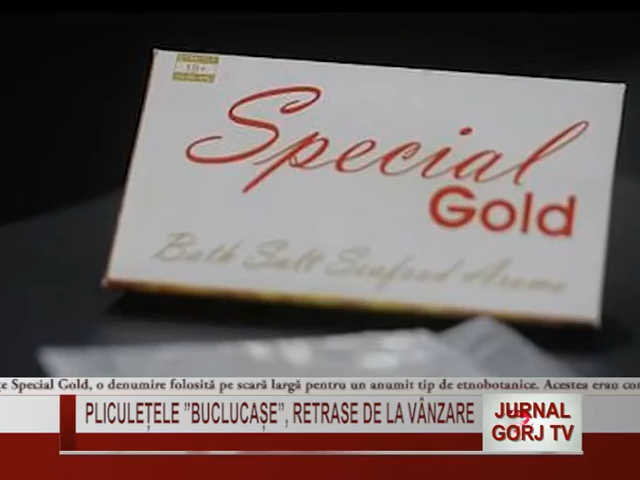 18+
Special
Gold
Bath Salt Seafood Aroma
Special Gold, o denumire folosită pe scară largă pentru un anumit tip de etnobotanice. Acestea erau
PLICULEȚELE ”BUCLUCAȘE”, RETRASE DE LA VÂNZARE
JURNAL
GORJ TV